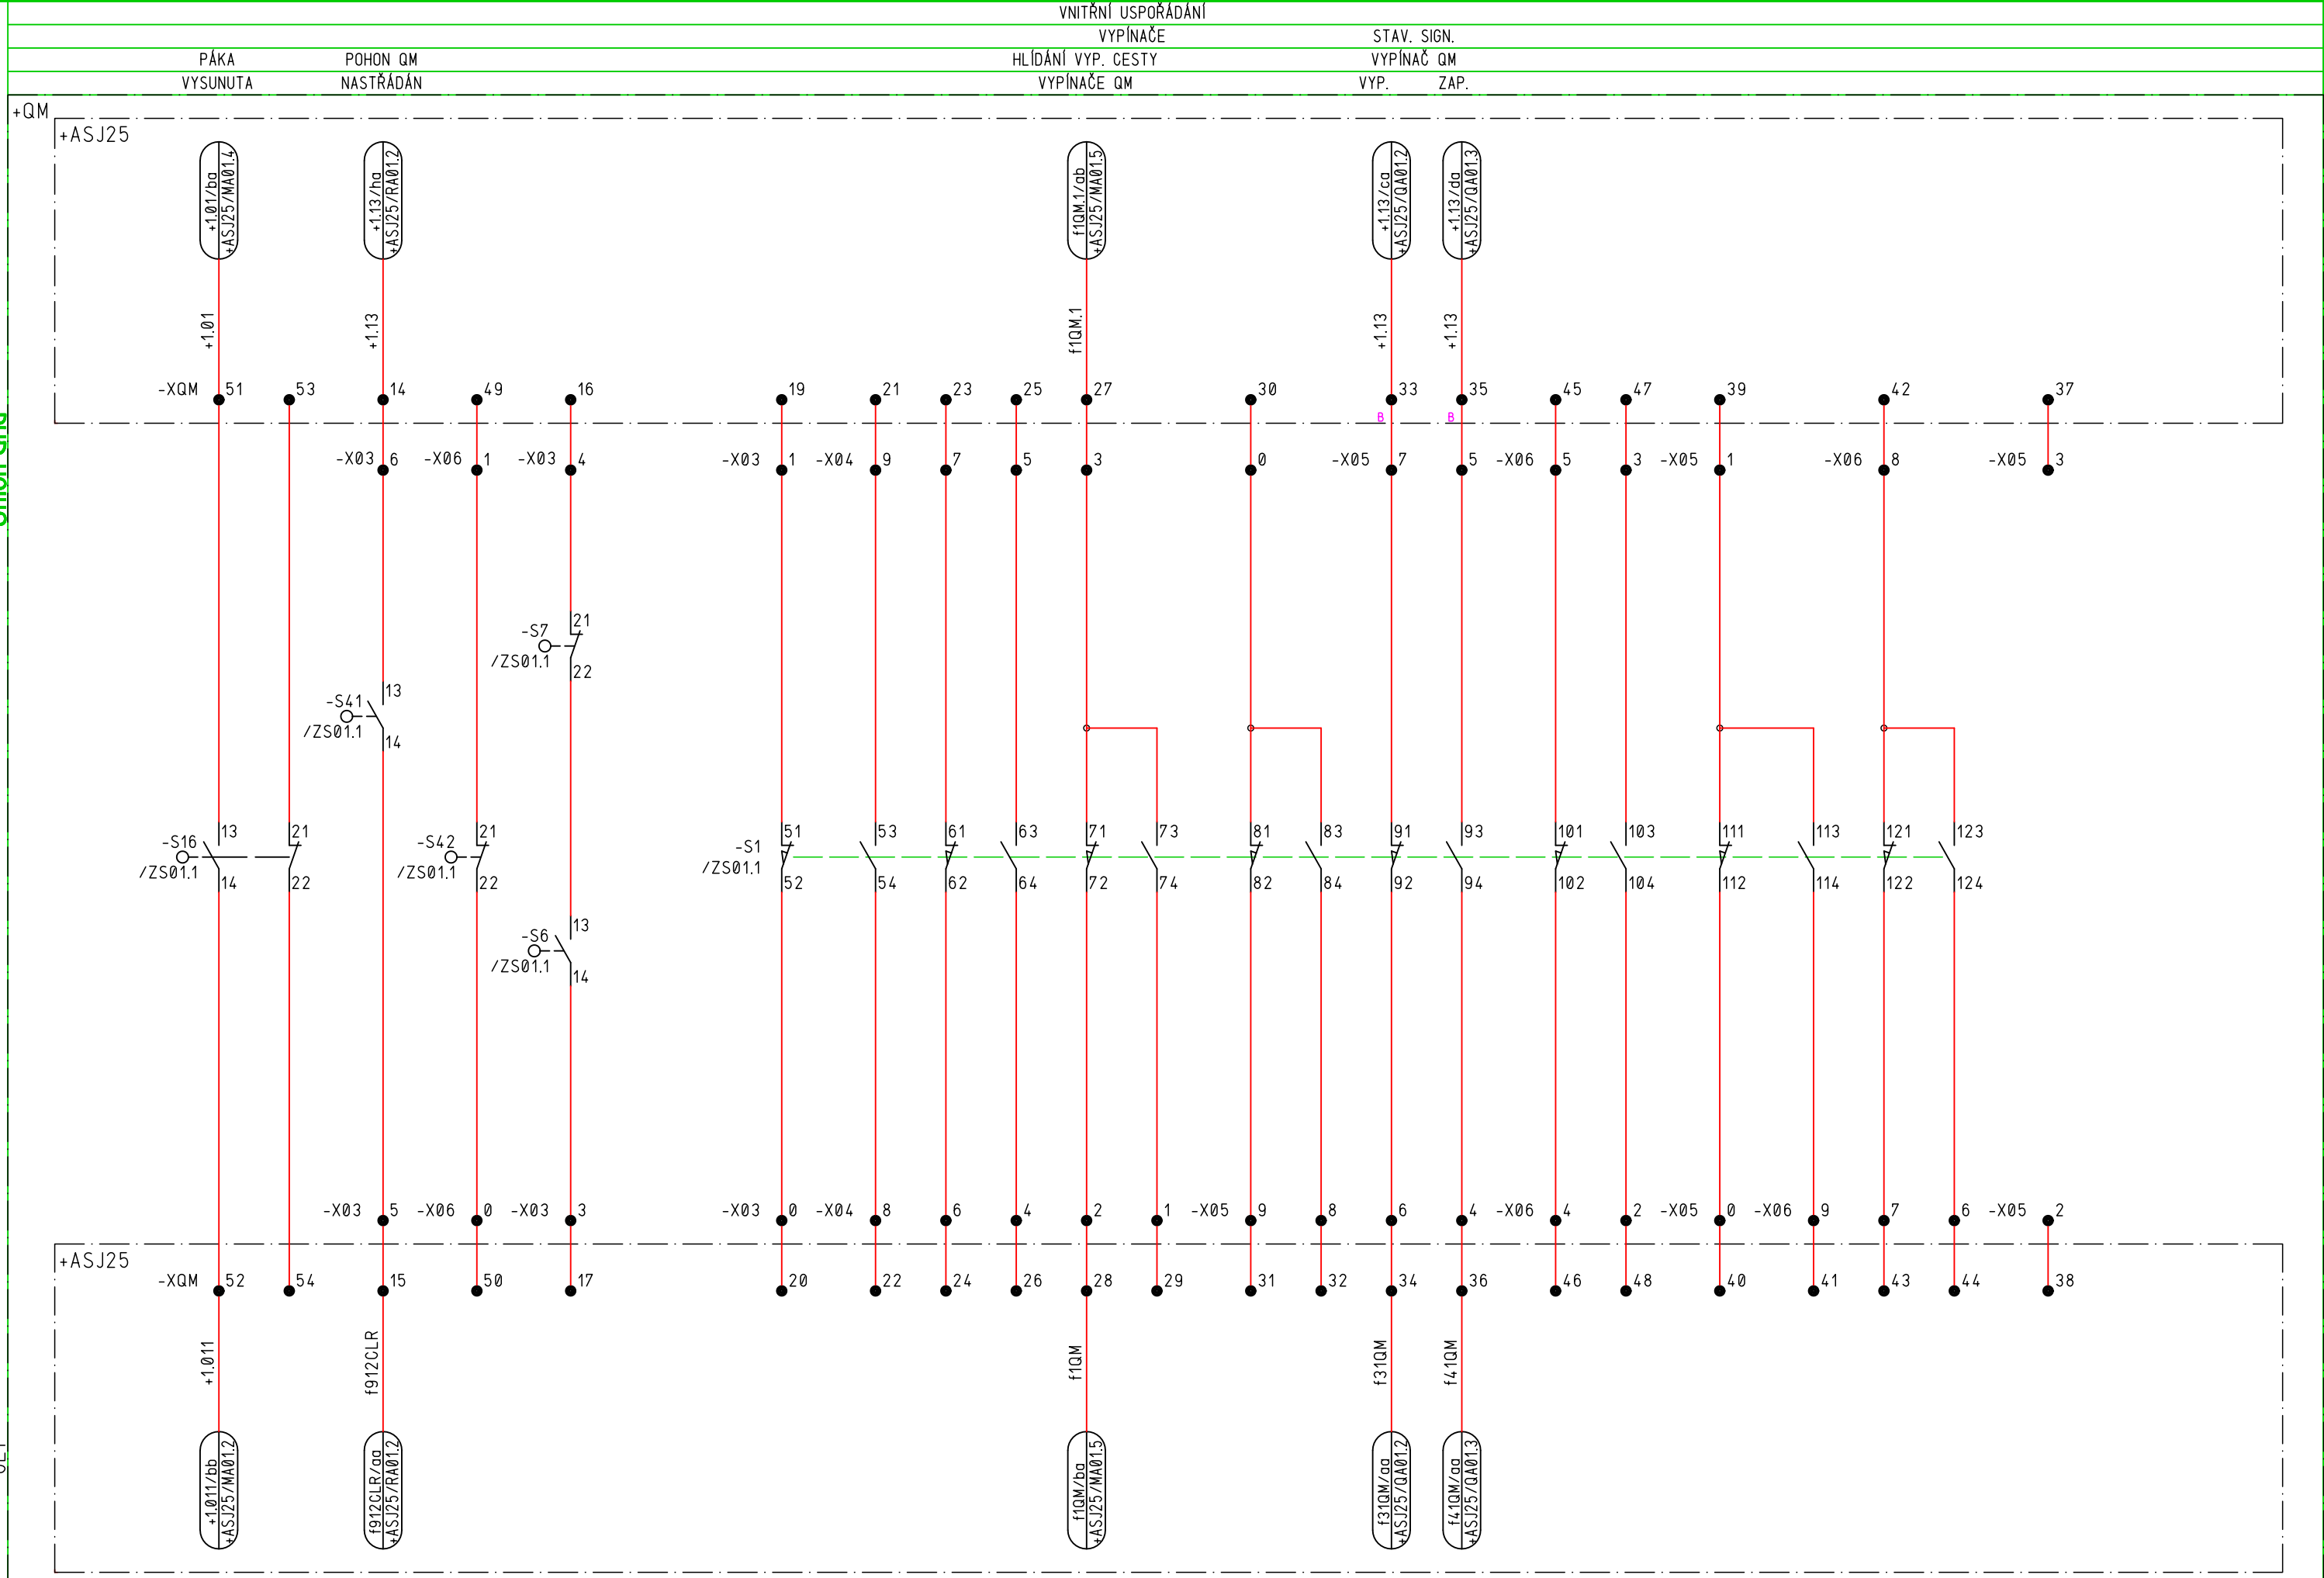 VNITŘNÍ USPOŘÁDÁNÍ
VYPÍNAČE STAV. SIGN.
PÁKA POHON QM HLÍDÁNÍ VYP. CESTY VYPÍNAČ QM
VYSUNUTA NASTŘÁDÁN VYPÍNAČE QM VYP. ZAP.
+QM
+ASJ25
+1.01/ba
+ASJ25/MA01.4
+1.13/ha
+ASJ25/RA01.2
f1QM.1/ab
+ASJ25/MA01.5
+1.13/ca
+ASJ25/QA01.2
+1.13/da
+ASJ25/QA01.3
+1.01 +1.13 f1QM.1 +1.13 +1.13
-XQM 51 53 14 49 16 19 21 23 25 27 30 33 35 45 47 39 42 37
B B
-X03 6 -X06 1 -X03 4 -X03 1 -X04 9 7 5 3 0 -X05 7 5 -X06 5 3 -X05 1 -X06 8 -X05 3
-S7 21
/ZS01.1 22
-S41 13
/ZS01.1 14
-S16 13 21 -S42 21 -S1 51 53 61 63 71 73 81 83 91 93 101 103 111 113 121 123
/ZS01.1 14 22 /ZS01.1 22 /ZS01.1 52 54 62 64 72 74 82 84 92 94 102 104 112 114 122 124
-S6 13
/ZS01.1 14
-X03 5 -X06 0 -X03 3 -X03 0 -X04 8 6 4 2 1 -X05 9 8 6 4 -X06 4 2 -X05 0 -X06 9 7 6 -X05 2
+ASJ25
-XQM 52 54 15 50 17 20 22 24 26 28 29 31 32 34 36 46 48 40 41 43 44 38
+1.011 f912CLR f1QM f31QM f41QM
+1.011/bb
+ASJ25/MA01.2
f912CLR/aa
+ASJ25/RA01.2
f1QM/ba
+ASJ25/MA01.5
f31QM/aa
+ASJ25/QA01.2
f41QM/aa
+ASJ25/QA01.3